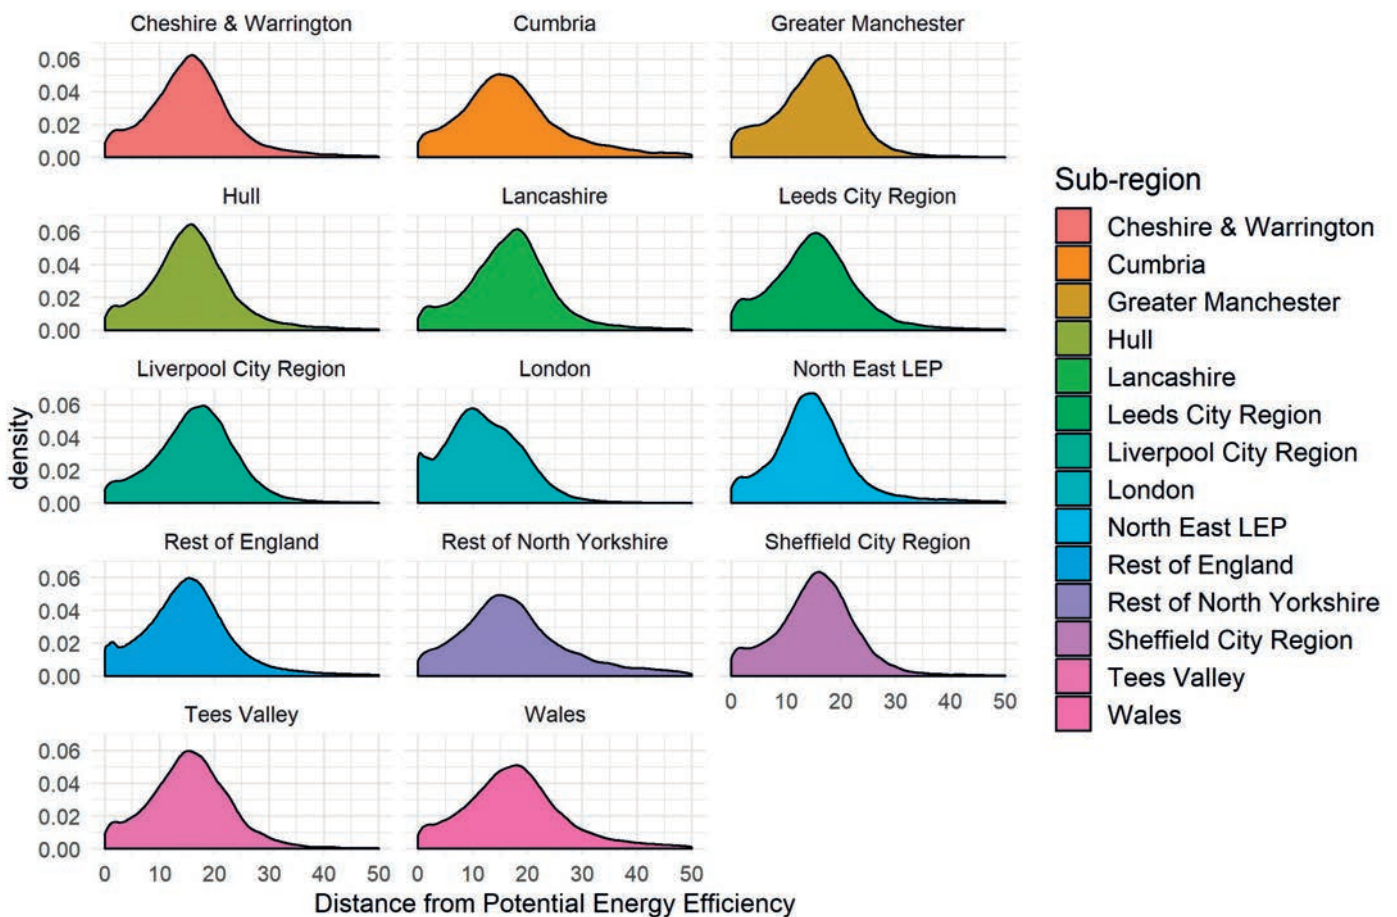 Cheshire & Warrington
Cumbria
Greater Manchester
0.06
0.04
0.02
0.00
Hull
Lancashire
Leeds City Region
0.06
0.04
0.02
0.00
Liverpool City Region
London
North East LEP
0.06
0.04
0.02
0.00
Rest of England
Rest of North Yorkshire
Sheffield City Region
0.06
0.04
0.02
0.00
0 10 20 30 40 50
Tees Valley
Wales
0.06
0.04
0.02
0.00
0 10 20 30 40 50
0 10 20 30 40 50
density
Distance from Potential Energy Efficiency
Sub-region
Cheshire & Warrington
Cumbria
Greater Manchester
Hull
Lancashire
Leeds City Region
Liverpool City Region
London
North East LEP
Rest of England
Rest of North Yorkshire
Sheffield City Region
Tees Valley
Wales